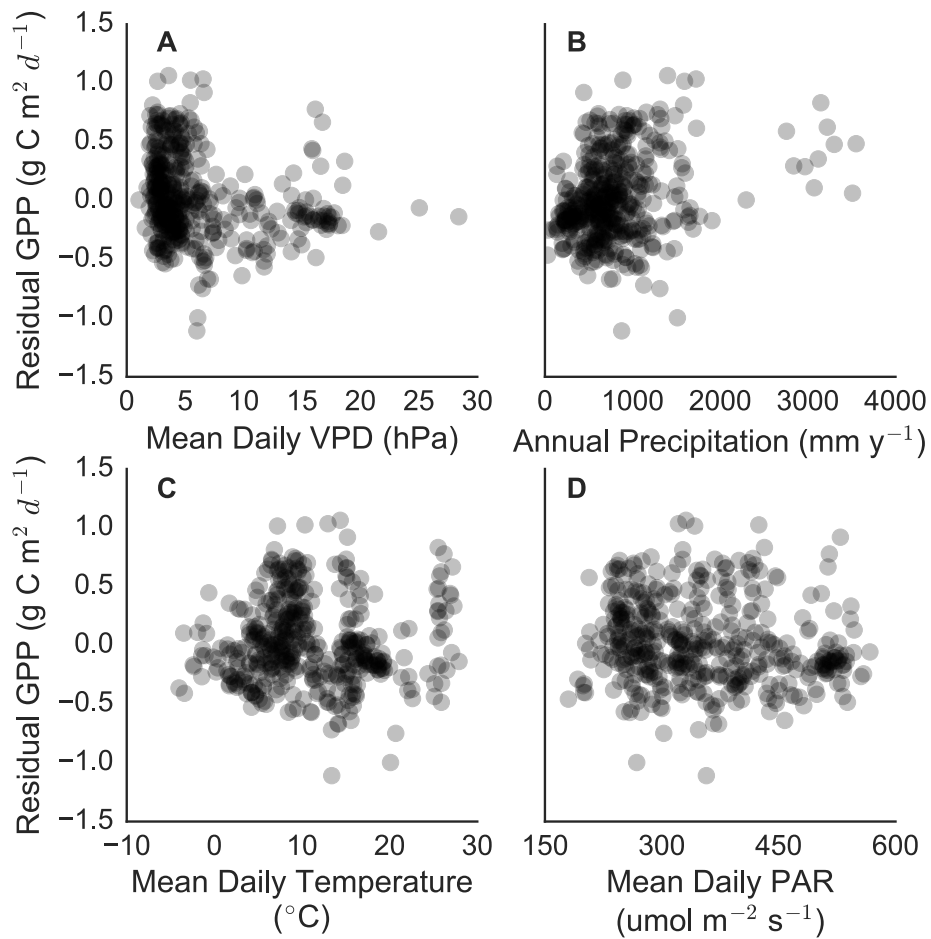 A
B
1.5
1.0
0.5
0.0
−0.5
−1.0
−1.5
Residual GPP (g C m² d⁻¹)
0 5 10 15 20 25 30
Mean Daily VPD (hPa)
0 1000 2000 3000 4000
Annual Precipitation (mm y⁻¹)
C
D
1.5
1.0
0.5
0.0
−0.5
−1.0
−1.5
Residual GPP (g C m² d⁻¹)
−10 0 10 20 30
Mean Daily Temperature
(°C)
150 300 450 600
Mean Daily PAR
(umol m⁻² s⁻¹)